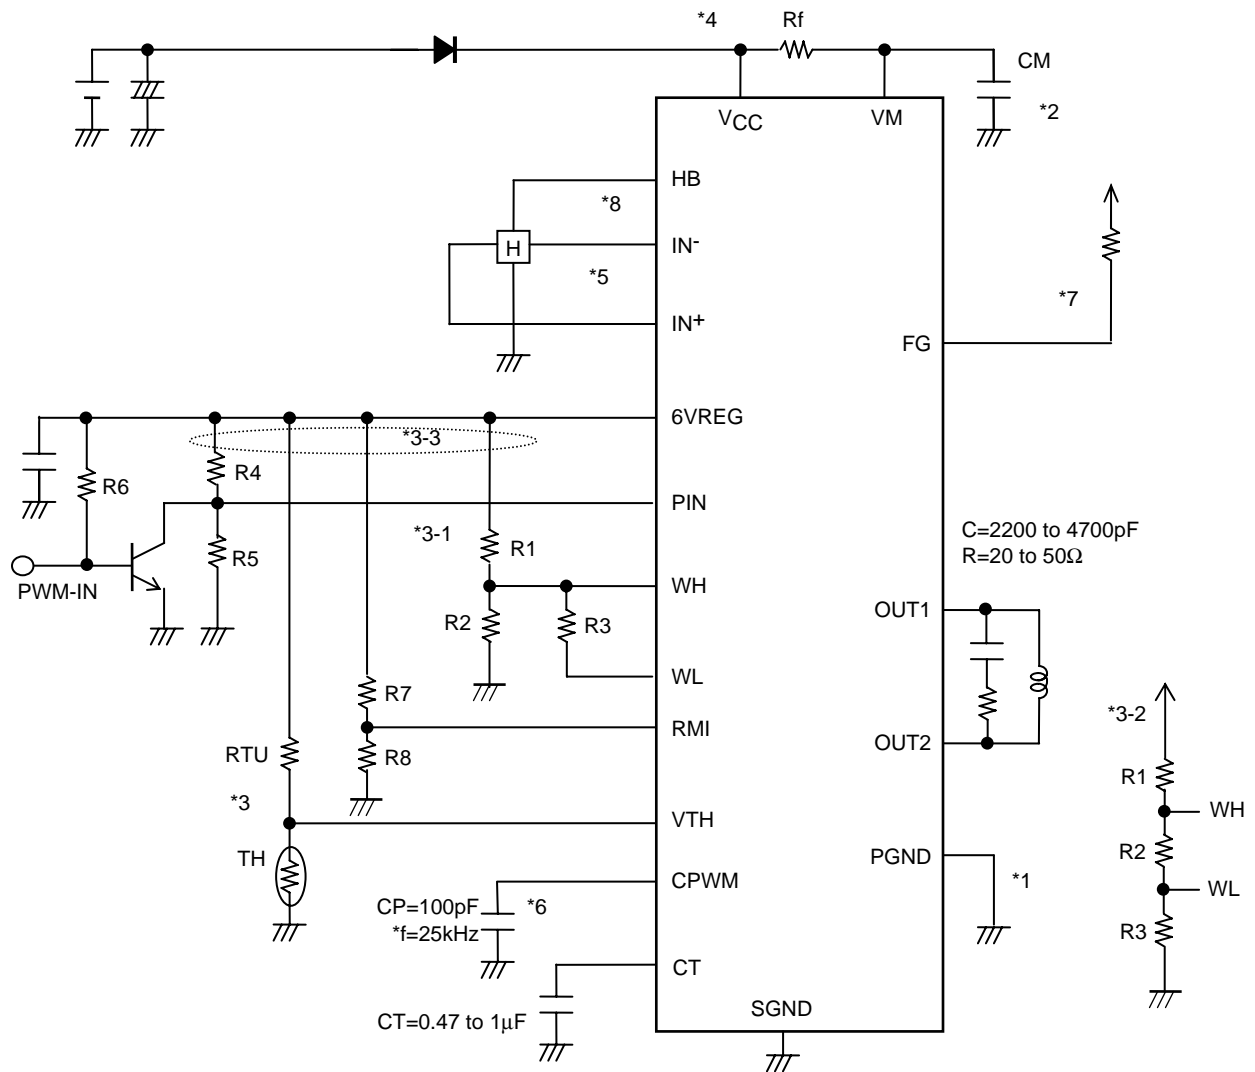 *4
Rf
CM
*2
VCC
VM
HB
*8
IN-
H
*5
IN+
*7
FG
6VREG
*3-3
R4
R6
PIN
*3-1
R1
R5
PWM-IN
C=2200 to 4700pF
R=20 to 50Ω
WH
R2
R3
OUT1
WL
R7
*3-2
RMI
OUT2
RTU
R8
R1
*3
VTH
WH
TH
PGND
R2
CPWM
*1
WL
CP=100pF
*6
*f=25kHz
R3
CT
SGND
CT=0.47 to 1μF